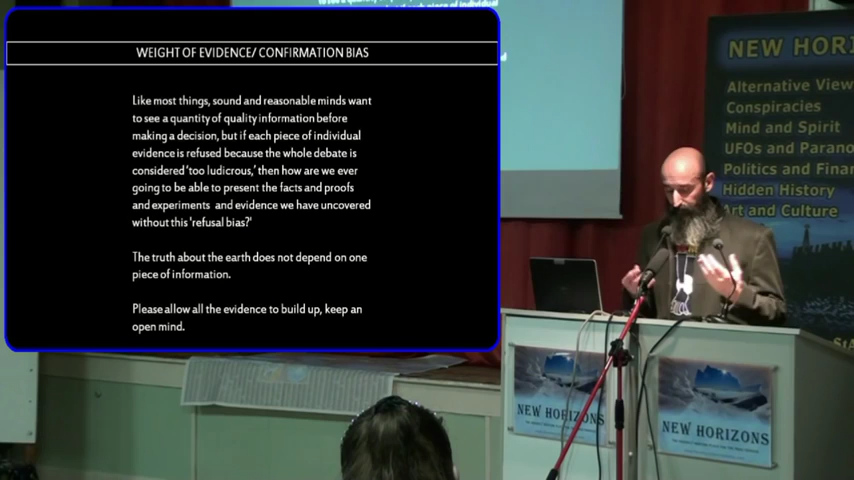 WEIGHT OF EVIDENCE/ CONFIRMATION BIAS
Like most things, sound and reasonable minds want
to see a quantity of quality information before
making a decision, but if each piece of individual
evidence is refused because the whole debate is
considered 'too ludicrous,' then how are we ever
going to be able to present the facts and proofs
and experiments and evidence we have uncovered
without this 'refusal bias?'
The truth about the earth does not depend on one
piece of information.
Please allow all the evidence to build up, keep an
open mind.
NEW HORI
Alternative View
Conspiracies
Mind and Spirit
UFOs and Parano
Politics and Finan
Hidden History
Art and Culture
NEW HORIZONS
NEW HORIZONS